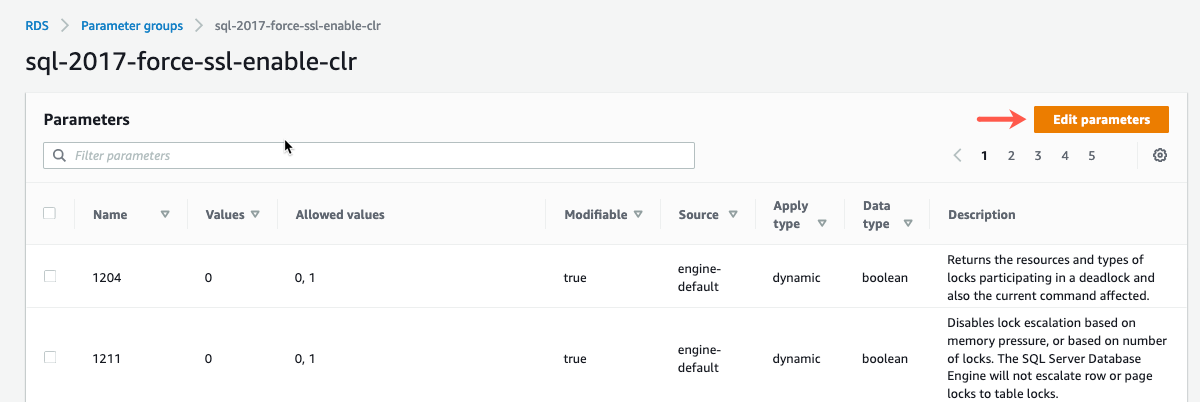 RDS > Parameter groups > sql-2017-force-ssl-enable-clr
sql-2017-force-ssl-enable-clr
Parameters
Edit parameters
Filter parameters
1 2 3 4 5
Name Values Allowed values Modifiable Source Apply type Data type Description
1204 0 0, 1 true engine-default dynamic boolean
Returns the resources and types of
locks participating in a deadlock and
also the current command affected.
1211 0 0, 1 true engine-default dynamic boolean
Disables lock escalation based on
memory pressure, or based on number
of locks. The SQL Server Database
Engine will not escalate row or page
locks to table locks.